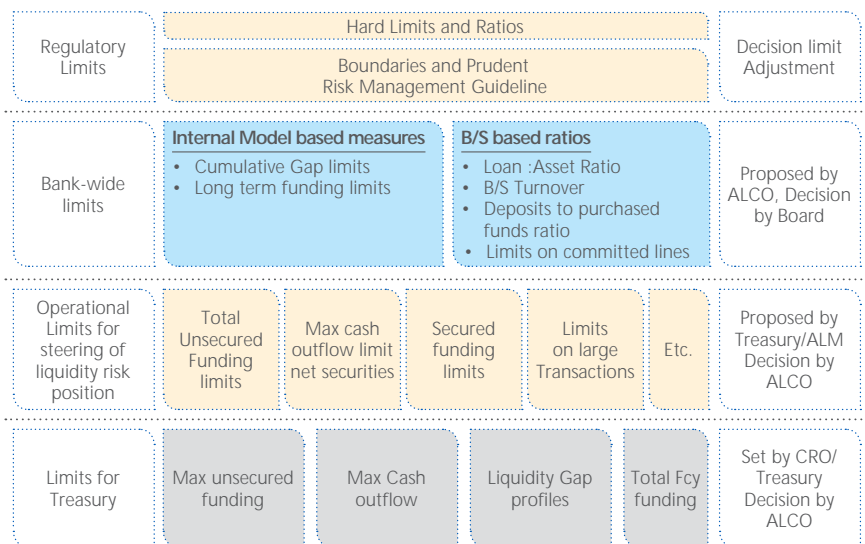 Regulatory
Limits
Hard Limits and Ratios
Boundaries and Prudent
Risk Management Guideline
Decision limit
Adjustment
Bank-wide
limits
Internal Model based measures
• Cumulative Gap limits
• Long term funding limits
B/S based ratios
• Loan :Asset Ratio
• B/S Turnover
• Deposits to purchased
funds ratio
• Limits on committed lines
Proposed by
ALCO, Decision
by Board
Operational
Limits for
steering of
liquidity risk
position
Total
Unsecured
Funding
limits
Max cash
outflow limit
net securities
Secured
funding
limits
Limits
on large
Transactions
Etc.
Proposed by
Treasury/ALM
Decision by
ALCO
Limits for
Treasury
Max unsecured
funding
Max Cash
outflow
Liquidity Gap
profiles
Total Fcy
funding
Set by CRO/
Treasury
Decision by
ALCO